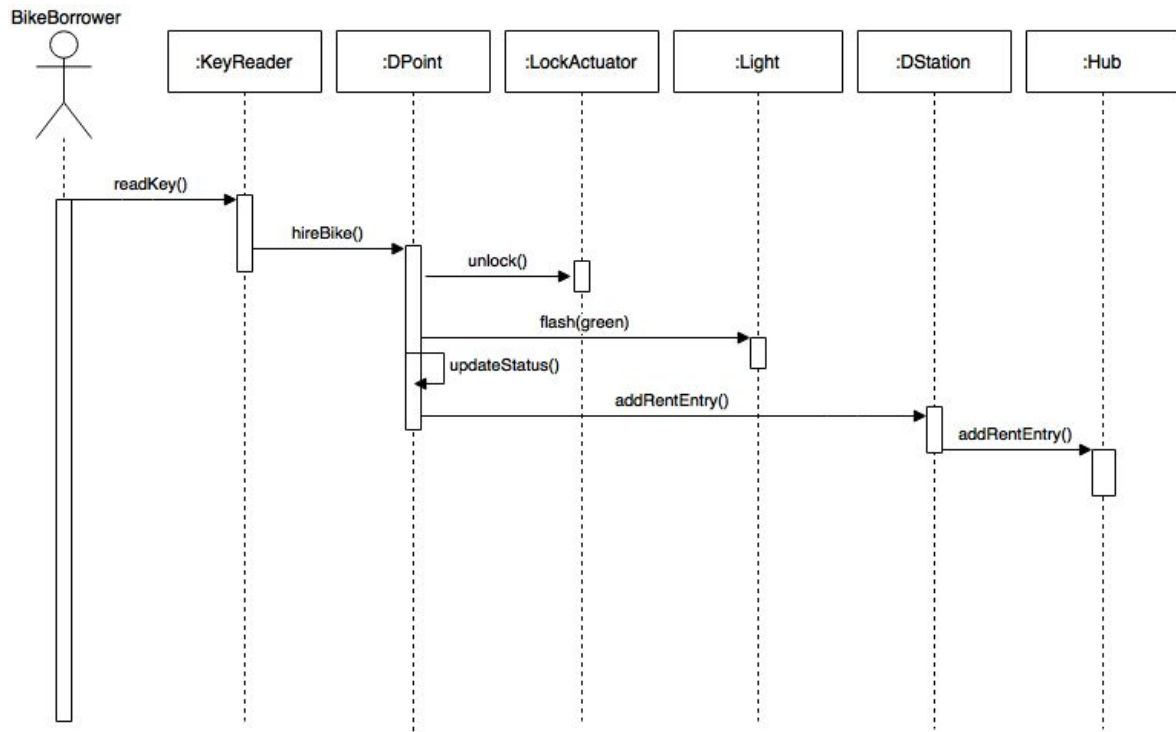 BikeBorrower
:KeyReader
:DPoint
:LockActuator
:Light
:DStation
:Hub
readKey()
hireBike()
unlock()
flash(green)
updateStatus()
addRentEntry()
addRentEntry()